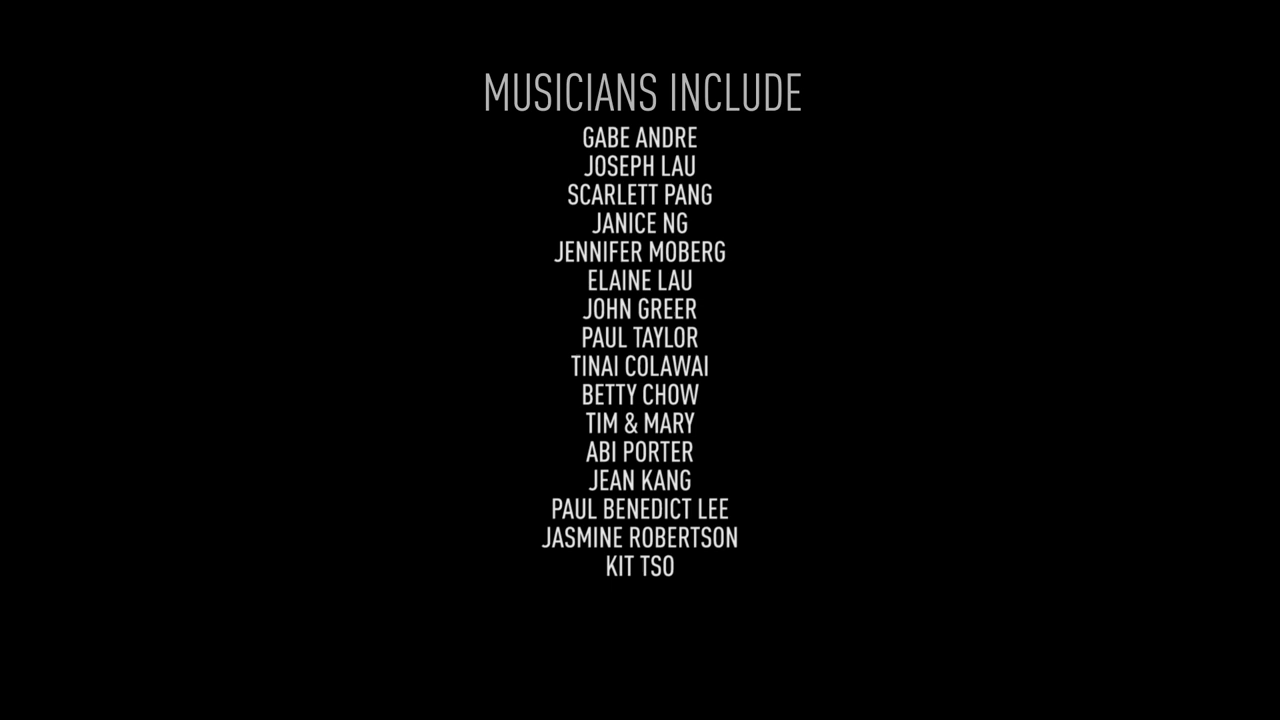 MUSICIANS INCLUDE
GABE ANDRE
JOSEPH LAU
SCARLETT PANG
JANICE NG
JENNIFER MOBERG
ELAINE LAU
JOHN GREER
PAUL TAYLOR
TINAI COLAWAI
BETTY CHOW
TIM & MARY
ABI PORTER
JEAN KANG
PAUL BENEDICT LEE
JASMINE ROBERTSON
KIT TSO